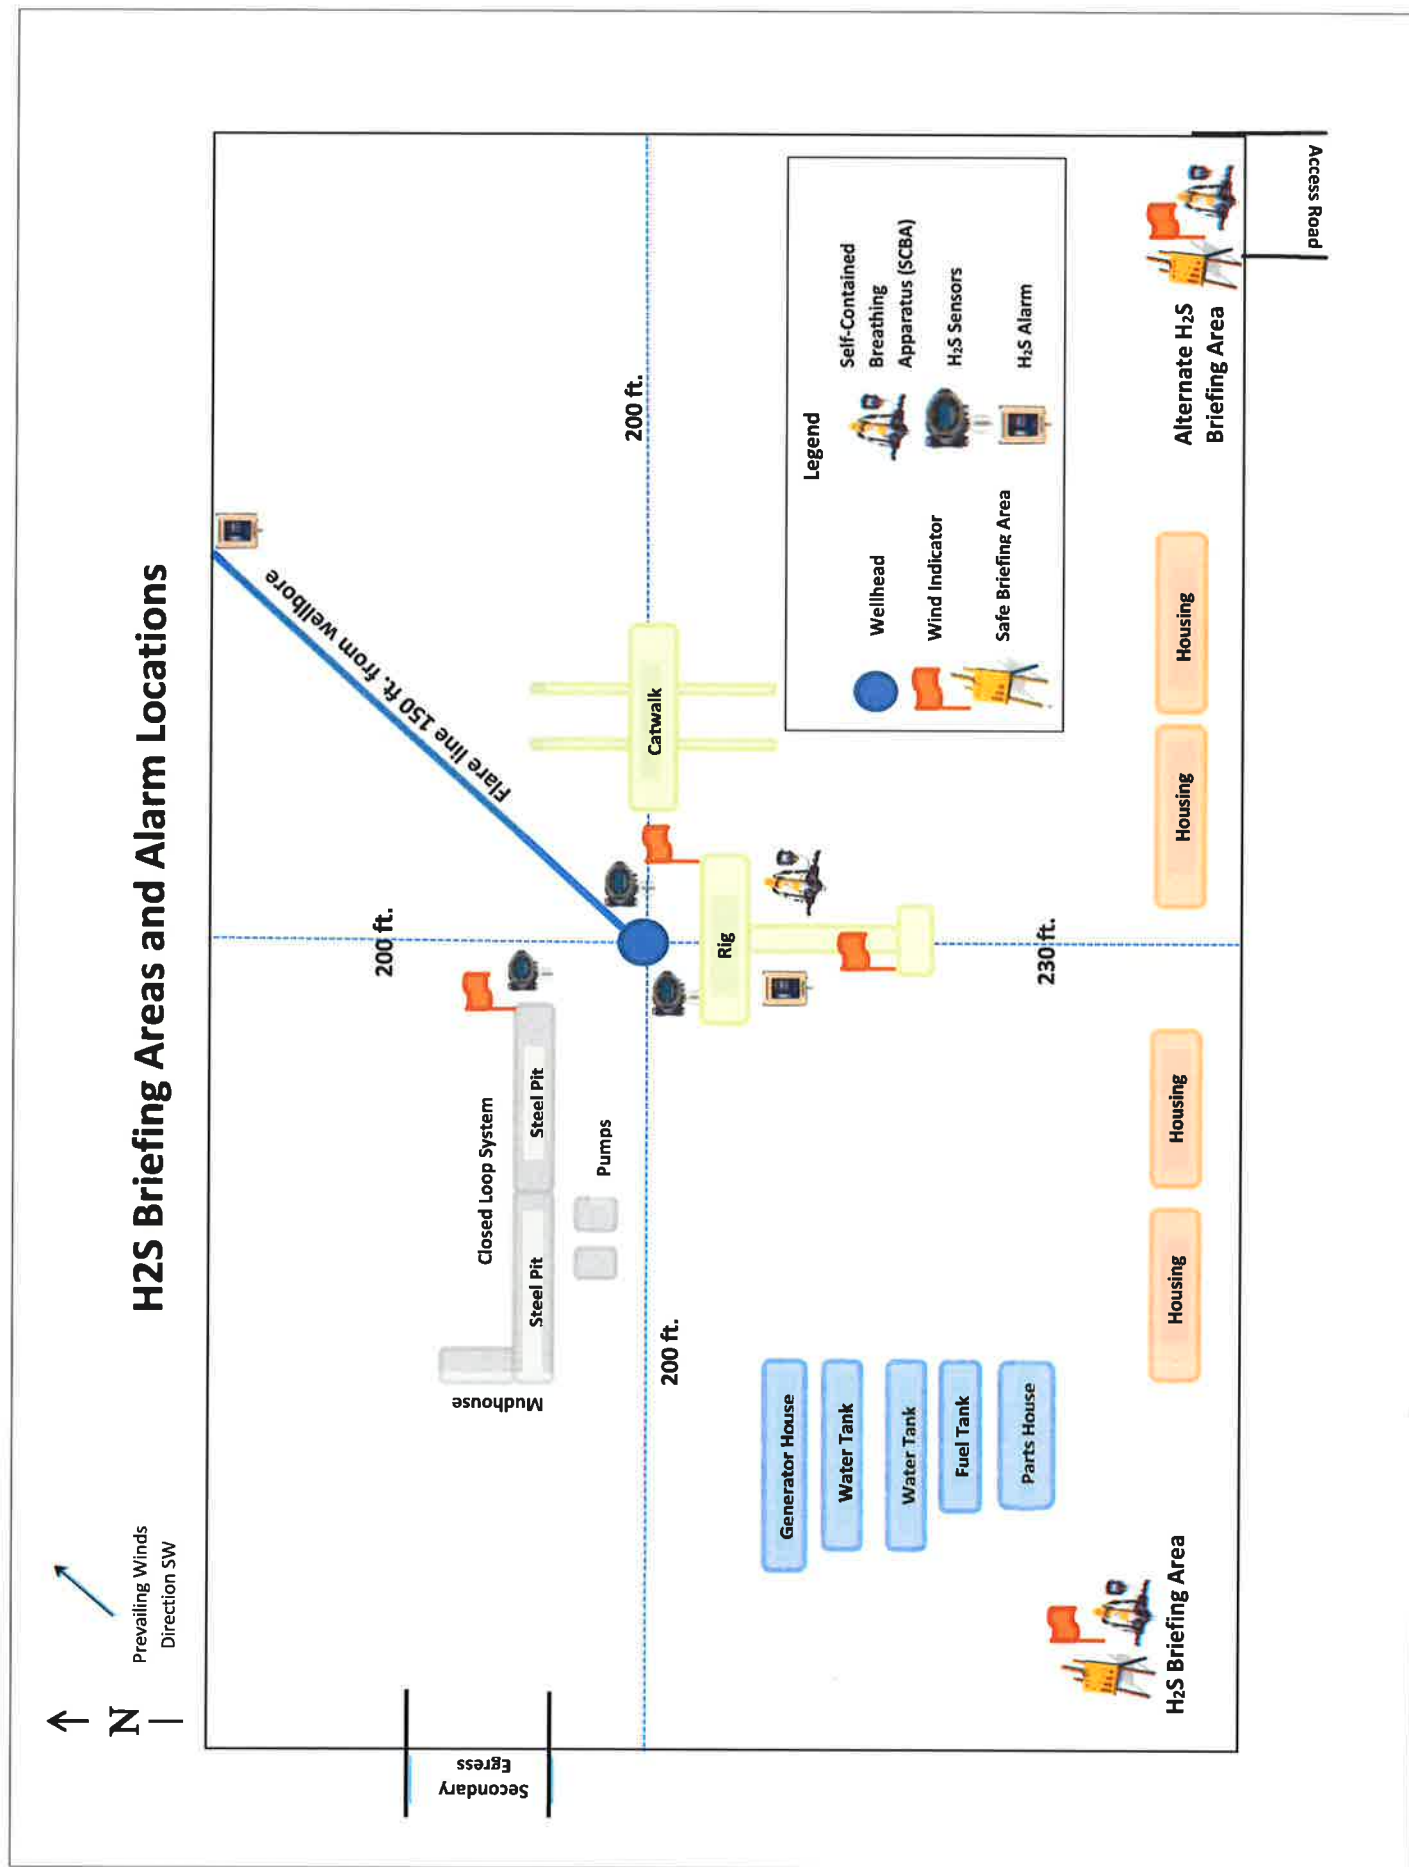 H2S Briefing Areas and Alarm Locations
N
Prevailing Winds
Direction SW
Secondary
Egress
200 ft.
Flare line 150 ft. from wellbore
Closed Loop System
Mudhouse
Steel Pit
Steel Pit
Pumps
200 ft.
200 ft.
Catwalk
Rig
230 ft.
Generator House
Water Tank
Water Tank
Fuel Tank
Parts House
Legend
Wellhead
Wind Indicator
Safe Briefing Area
Self-Contained
Breathing
Apparatus (SCBA)
H₂S Sensors
H₂S Alarm
H₂S Briefing Area
Housing
Housing
Housing
Housing
Alternate H₂S
Briefing Area
Access Road